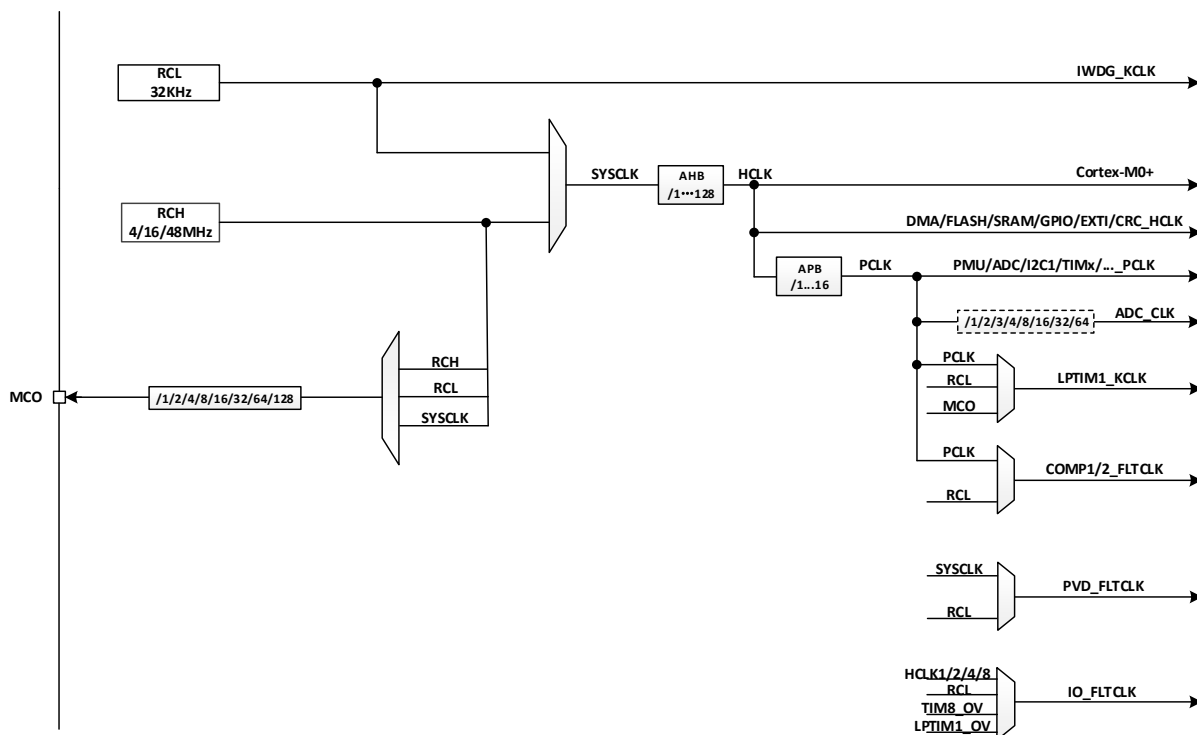 RCL
32KHz
IWDG_KCLK
SYSCLK
AHB
/1•••128
HCLK
Cortex-M0+
RCH
4/16/48MHz
DMA/FLASH/SRAM/GPIO/EXTI/CRC_HCLK
APB
/1...16
PCLK
PMU/ADC/I2C1/TIMx/..._PCLK
/1/2/3/4/8/16/32/64
ADC_CLK
RCH
RCL
SYSCLK
MCO
/1/2/4/8/16/32/64/128
PCLK
RCL
MCO
LPTIM1_KCLK
PCLK
RCL
COMP1/2_FLTCLK
SYSCLK
RCL
PVD_FLTCLK
HCLK1/2/4/8
RCL
TIM8_OV
LPTIM1_OV
IO_FLTCLK